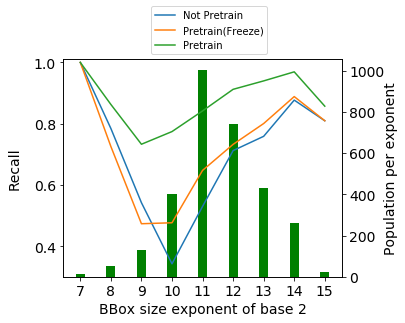 Not Pretrain
Pretrain(Freeze)
Pretrain
1.0
0.8
0.6
0.4
Recall
1000
800
600
400
200
0
Population per exponent
7 8 9 10 11 12 13 14 15
BBox size exponent of base 2